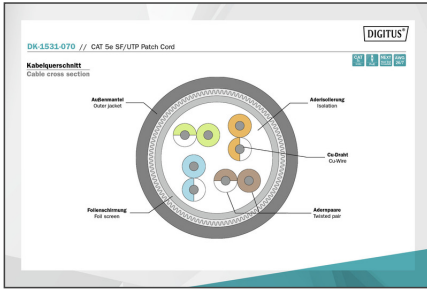 DIGITUS®
DK-1531-070 // CAT 5e SF/UTP Patch Cord
Kabelquerschnitt
Cable cross section
Außenmantel
Outer jacket
Aderisolierung
Isolation
Cu-Draht
Cu-Wire
Folienschirmung
Foil screen
Adernpaare
Twisted pair